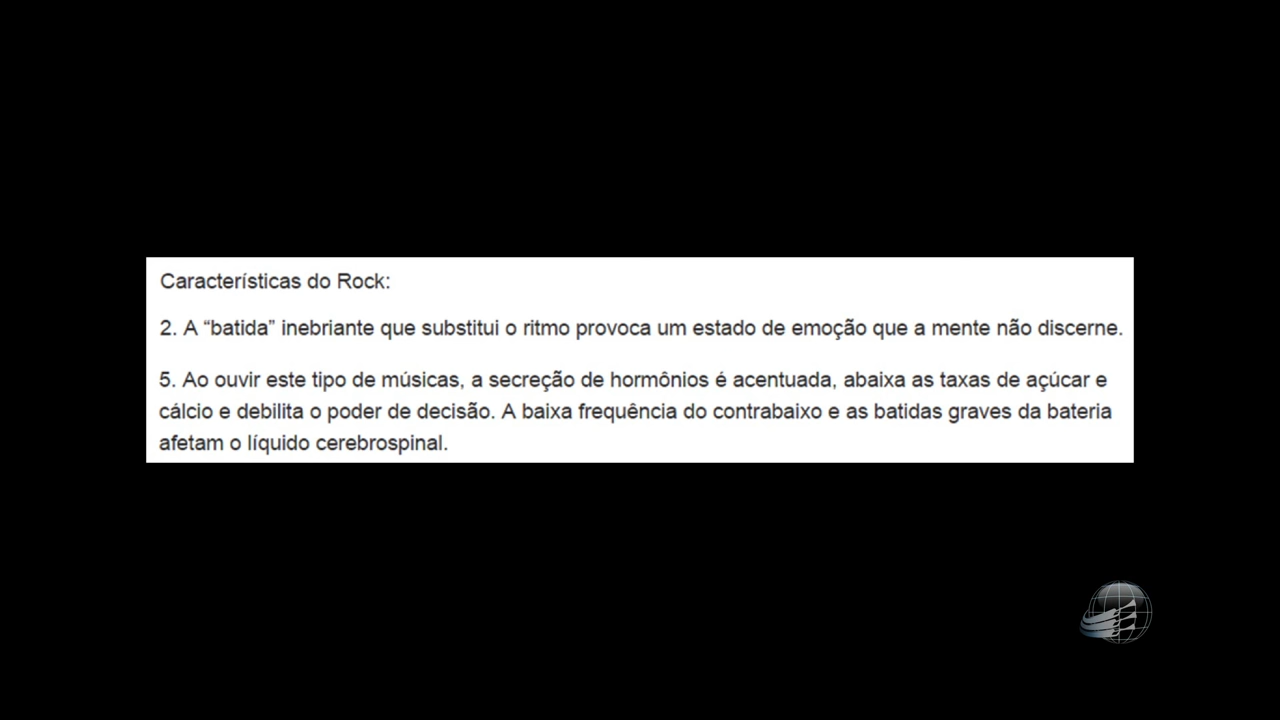 Características do Rock:
2. A “batida” inebriante que substitui o ritmo provoca um estado de emoção que a mente não discerne.
5. Ao ouvir este tipo de músicas, a secreção de hormônios é acentuada, abaixa as taxas de açúcar e
cálcio e debilita o poder de decisão. A baixa frequência do contrabaixo e as batidas graves da bateria
afetam o líquido cerebrospinal.